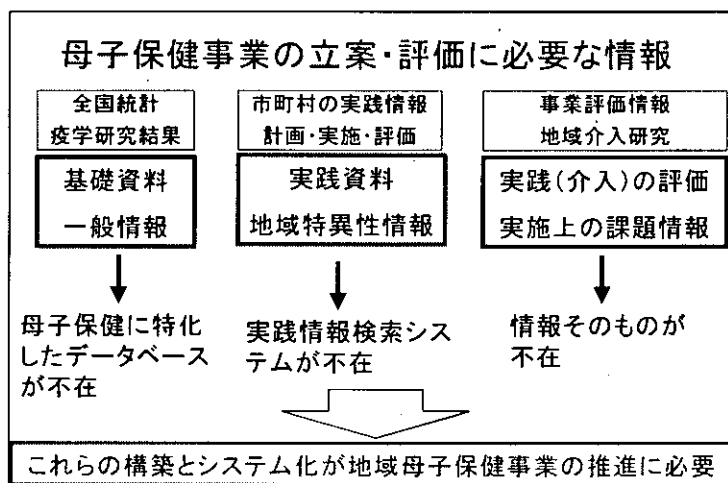 母子保健事業の立案・評価に必要な情報
全国統計
疫学研究結果
基礎資料
一般情報
母子保健に特化
したデータベース
が不在
市町村の実践情報
計画・実施・評価
実践資料
地域特異性情報
実践情報検索シス
テムが不在
事業評価情報
地域介入研究
実践(介入)の評価
実施上の課題情報
情報そのものが
不在
これらの構築とシステム化が地域母子保健事業の推進に必要